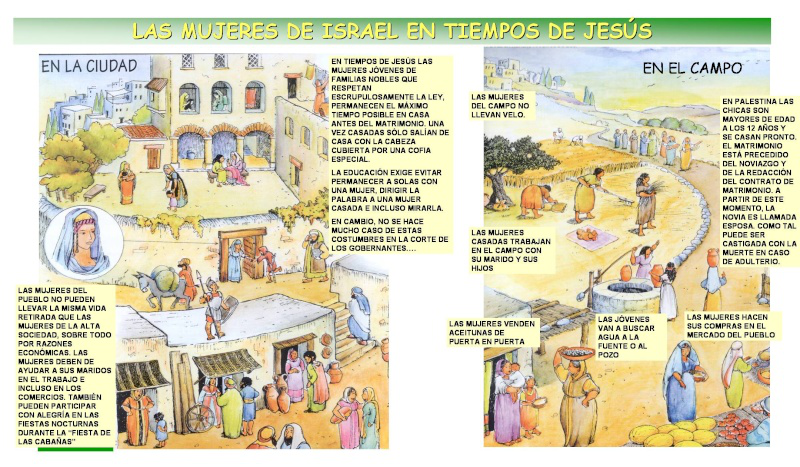 LAS MUJERES DE ISRAEL EN TIEMPOS DE JESÚS
EN LA CIUDAD
EN TIEMPOS DE JESÚS LAS
MUJERES JÓVENES DE
FAMILIAS NOBLES QUE
RESPETAN
ESCRUPULOSAMENTE LA LEY,
PERMANECEN EL MÁXIMO
TIEMPO POSIBLE EN CASA
ANTES DEL MATRIMONIO. UNA
VEZ CASADAS SÓLO SALÍAN DE
CASA CON LA CABEZA
CUBIERTA POR UNA COFIA
ESPECIAL.
LA EDUCACIÓN EXIGE EVITAR
PERMANECER A SOLAS CON
UNA MUJER, DIRIGIR LA
PALABRA A UNA MUJER
CASADA E INCLUSO MIRARLA.
EN CAMBIO, NO SE HACE
MUCHO CASO DE ESTAS
COSTUMBRES EN LA CORTE DE
LOS GOBERNANTES....
LAS MUJERES DEL
PUEBLO NO PUEDEN
LLEVAR LA MISMA VIDA
RETIRADA QUE LAS
MUJERES DE LA ALTA
SOCIEDAD, SOBRE TODO
POR RAZONES
ECONÓMICAS. LAS
MUJERES DEBEN DE
AYUDAR A SUS MARIDOS
EN EL TRABAJO E
INCLUSO EN LOS
COMERCIOS. TAMBIÉN
PUEDEN PARTICIPAR
CON ALEGRÍA EN LAS
FIESTAS NOCTURNAS
DURANTE LA "FIESTA DE
LAS CABAÑAS"
EN EL CAMPO
LAS MUJERES
DEL CAMPO NO
LLEVAN VELO.
EN PALESTINA LAS
CHICAS SON
MAYORES DE EDAD
A LOS 12 AÑOS Y
SE CASAN PRONTO.
EL MATRIMONIO
ESTÁ PRECEDIDO
DEL NOVIAZGO Y
DE LA REDACCIÓN
DEL CONTRATO DE
MATRIMONIO. A
PARTIR DE ESTE
MOMENTO, LA
NOVIA ES LLAMADA
ESPOSA. COMO TAL
PUEDE SER
CASTIGADA CON LA
MUERTE EN CASO
DE ADULTERIO.
LAS MUJERES
CASADAS TRABAJAN
EN EL CAMPO CON
SU MARIDO Y SUS
HIJOS
LAS MUJERES VENDEN
ACEITUNAS DE
PUERTA EN PUERTA
LAS JÓVENES
VAN A BUSCAR
AGUA A LA
FUENTE O AL
POZO
LAS MUJERES HACEN
SUS COMPRAS EN EL
MERCADO DEL PUEBLO